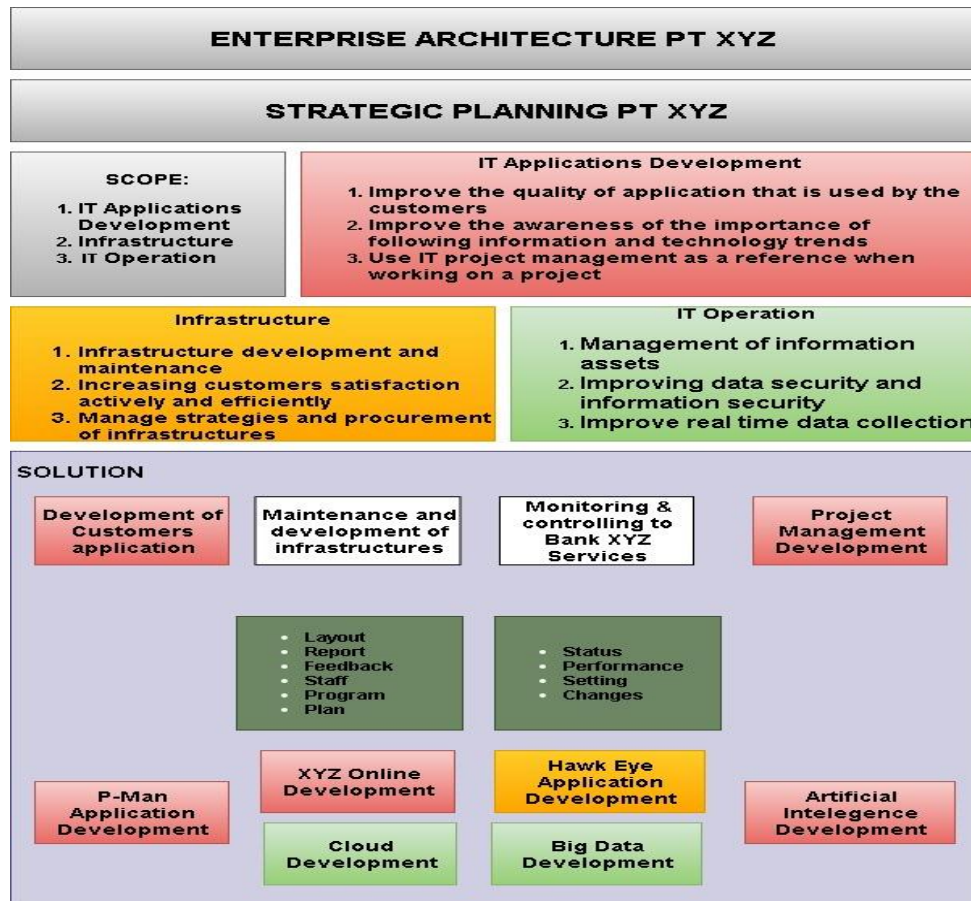 ENTERPRISE ARCHITECTURE PT XYZ
STRATEGIC PLANNING PT XYZ
SCOPE:
1. IT Applications
Development
2. Infrastructure
3. IT Operation
IT Applications Development
1. Improve the quality of application that is used by the
customers
2. Improve the awareness of the importance of
following information and technology trends
3. Use IT project management as a reference when
working on a project
Infrastructure
1. Infrastructure development and
maintenance
2. Increasing customers satisfaction
actively and efficiently
3. Manage strategies and procurement
of infrastructures
IT Operation
1. Management of information
assets
2. Improving data security and
information security
3. Improve real time data collection
SOLUTION
Development of
Customers
application
Maintenance and
development of
infrastructures
Monitoring &
controlling to
Bank XYZ
Services
Project
Management
Development
• Layout
• Report
• Feedback
• Staff
• Program
• Plan
• Status
• Performance
• Setting
• Changes
P-Man
Application
Development
XYZ Online
Development
Hawk Eye
Application
Development
Artificial
Intelegence
Development
Cloud
Development
Big Data
Development